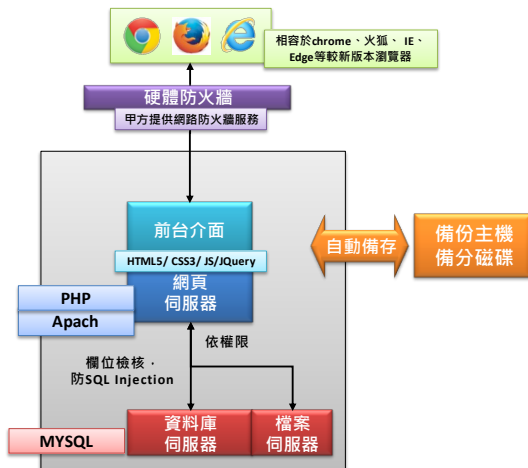 相容於chrome、火狐、 IE、
Edge等較新版本瀏覽器
硬體防火牆
甲方提供網路防火牆服務
前台介面
HTML5/ CSS3/ JS/JQuery
網頁
伺服器
PHP
Apach
自動備存
備份主機
備分磁碟
依權限
欄位檢核．
防SQL Injection
資料庫
伺服器
檔案
伺服器
MYSQL